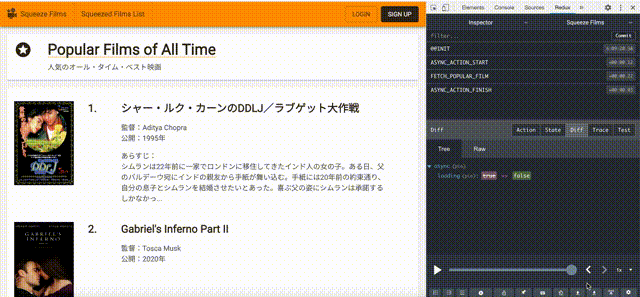 Squeeze Films
Squeezed Films List
LOGIN
SIGN UP
Popular Films of All Time
人気のオール・タイム・ベスト映画
1.
シャー・ルク・カーンのDDLJ／ラブゲット大作戦
監督：Aditya Chopra
公開：1995年
あらすじ：
シムランは22年前に一家でロンドンに移住してきたインド人の女の子。ある日、父
のバルデーウ宛にインドの親友から手紙が舞い込む。手紙には20年前の約束通り、
自分の息子とシムランを結婚させたいとあった。喜ぶ父の姿にシムランは承諾する
しかなかっ...
2.
Gabriel's Inferno Part II
監督：Tosca Musk
公開：2020年
GABRIEL'S
INFERNO
Elements
Console
Sources
Redux
Inspector
Squeeze Films
Filter...
Commit
@@INIT
ASYNC_ACTION_START
FETCH_POPULAR_FILM
ASYNC_ACTION_FINISH
Diff
Action
State
Diff
Trace
Test
Tree
Raw
async (pin)
loading (pin): true => false
1x